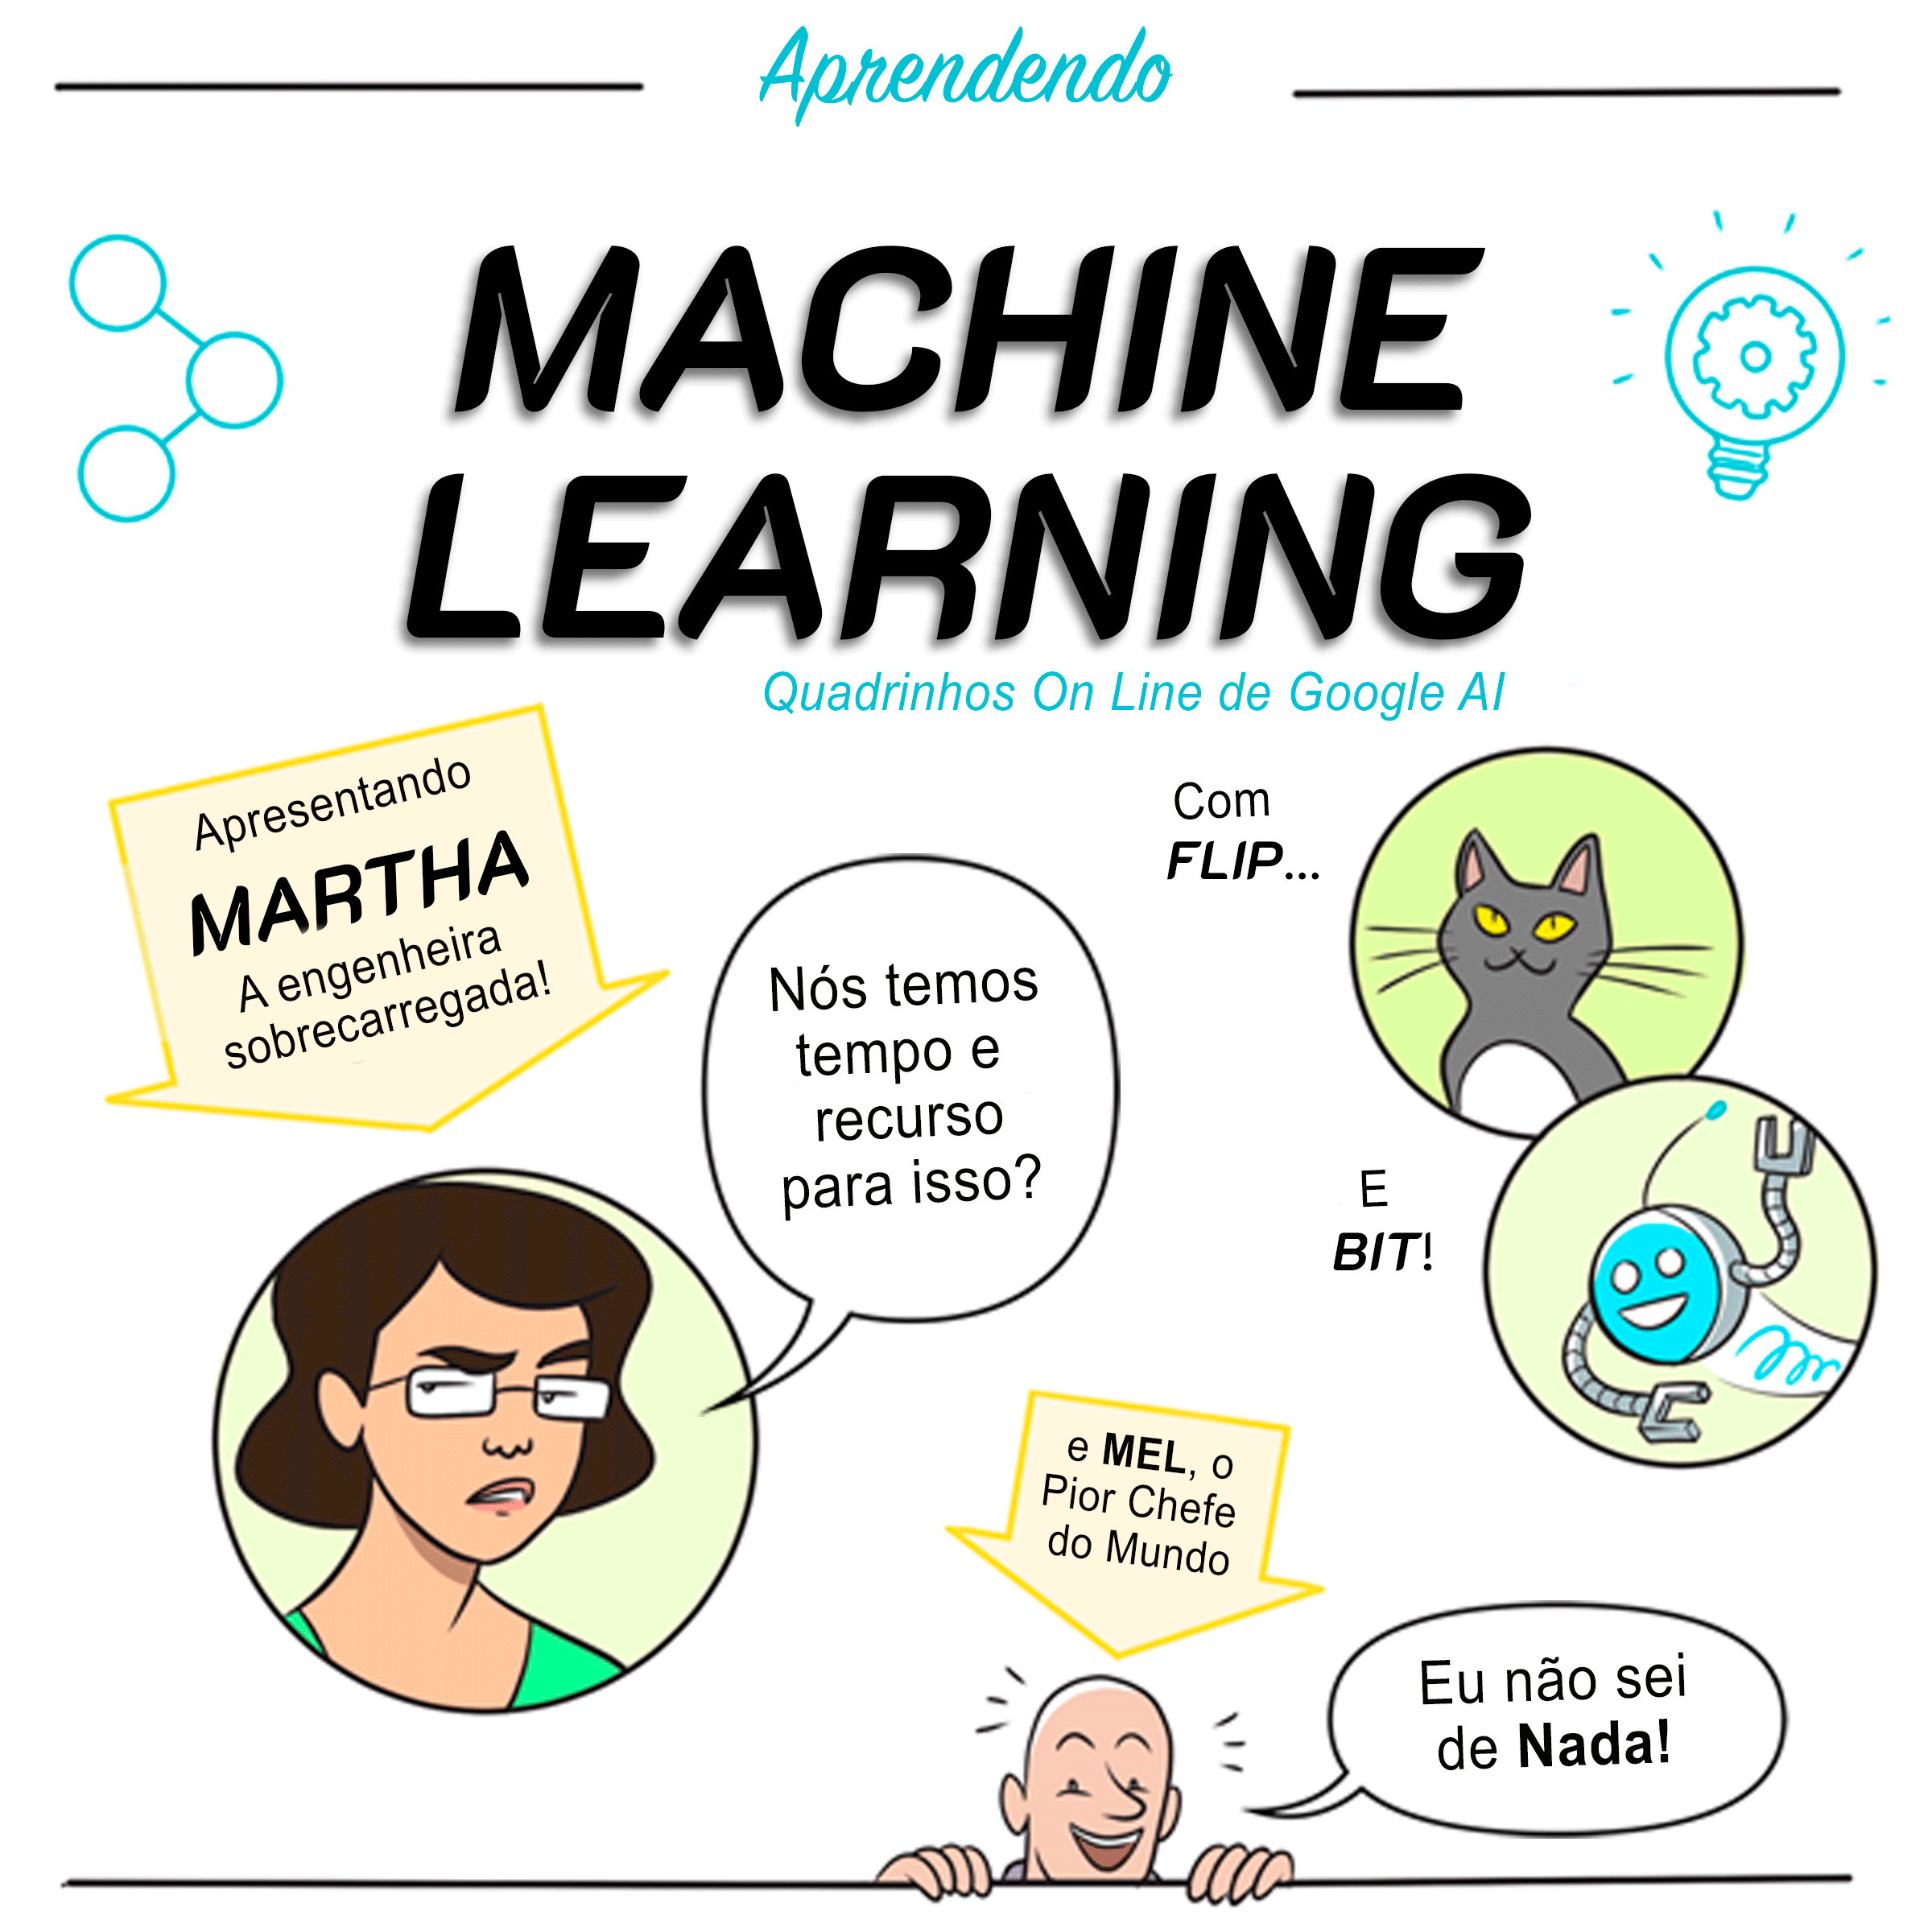 Aprendendo
MACHINE
LEARNING
Quadrinhos On Line de Google AI
Apresentando
MARTHA
A engenheira
sobrecarregada!
Nós temos
tempo e
recurso
para isso?
Com
FLIP...
E
BIT!
e MEL, o
Pior Chefe
do Mundo
Eu não sei
de Nada!